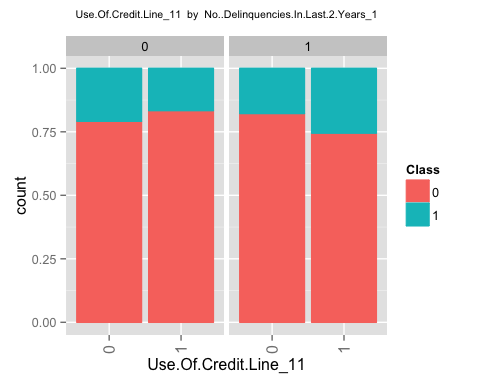 Use.Of.Credit.Line_11 by No..Delinquencies.In.Last.2.Years_1
0 1
1.00
0.75
0.50
0.25
0.00
count
0 1 0 1
Use.Of.Credit.Line_11
Class
0
1